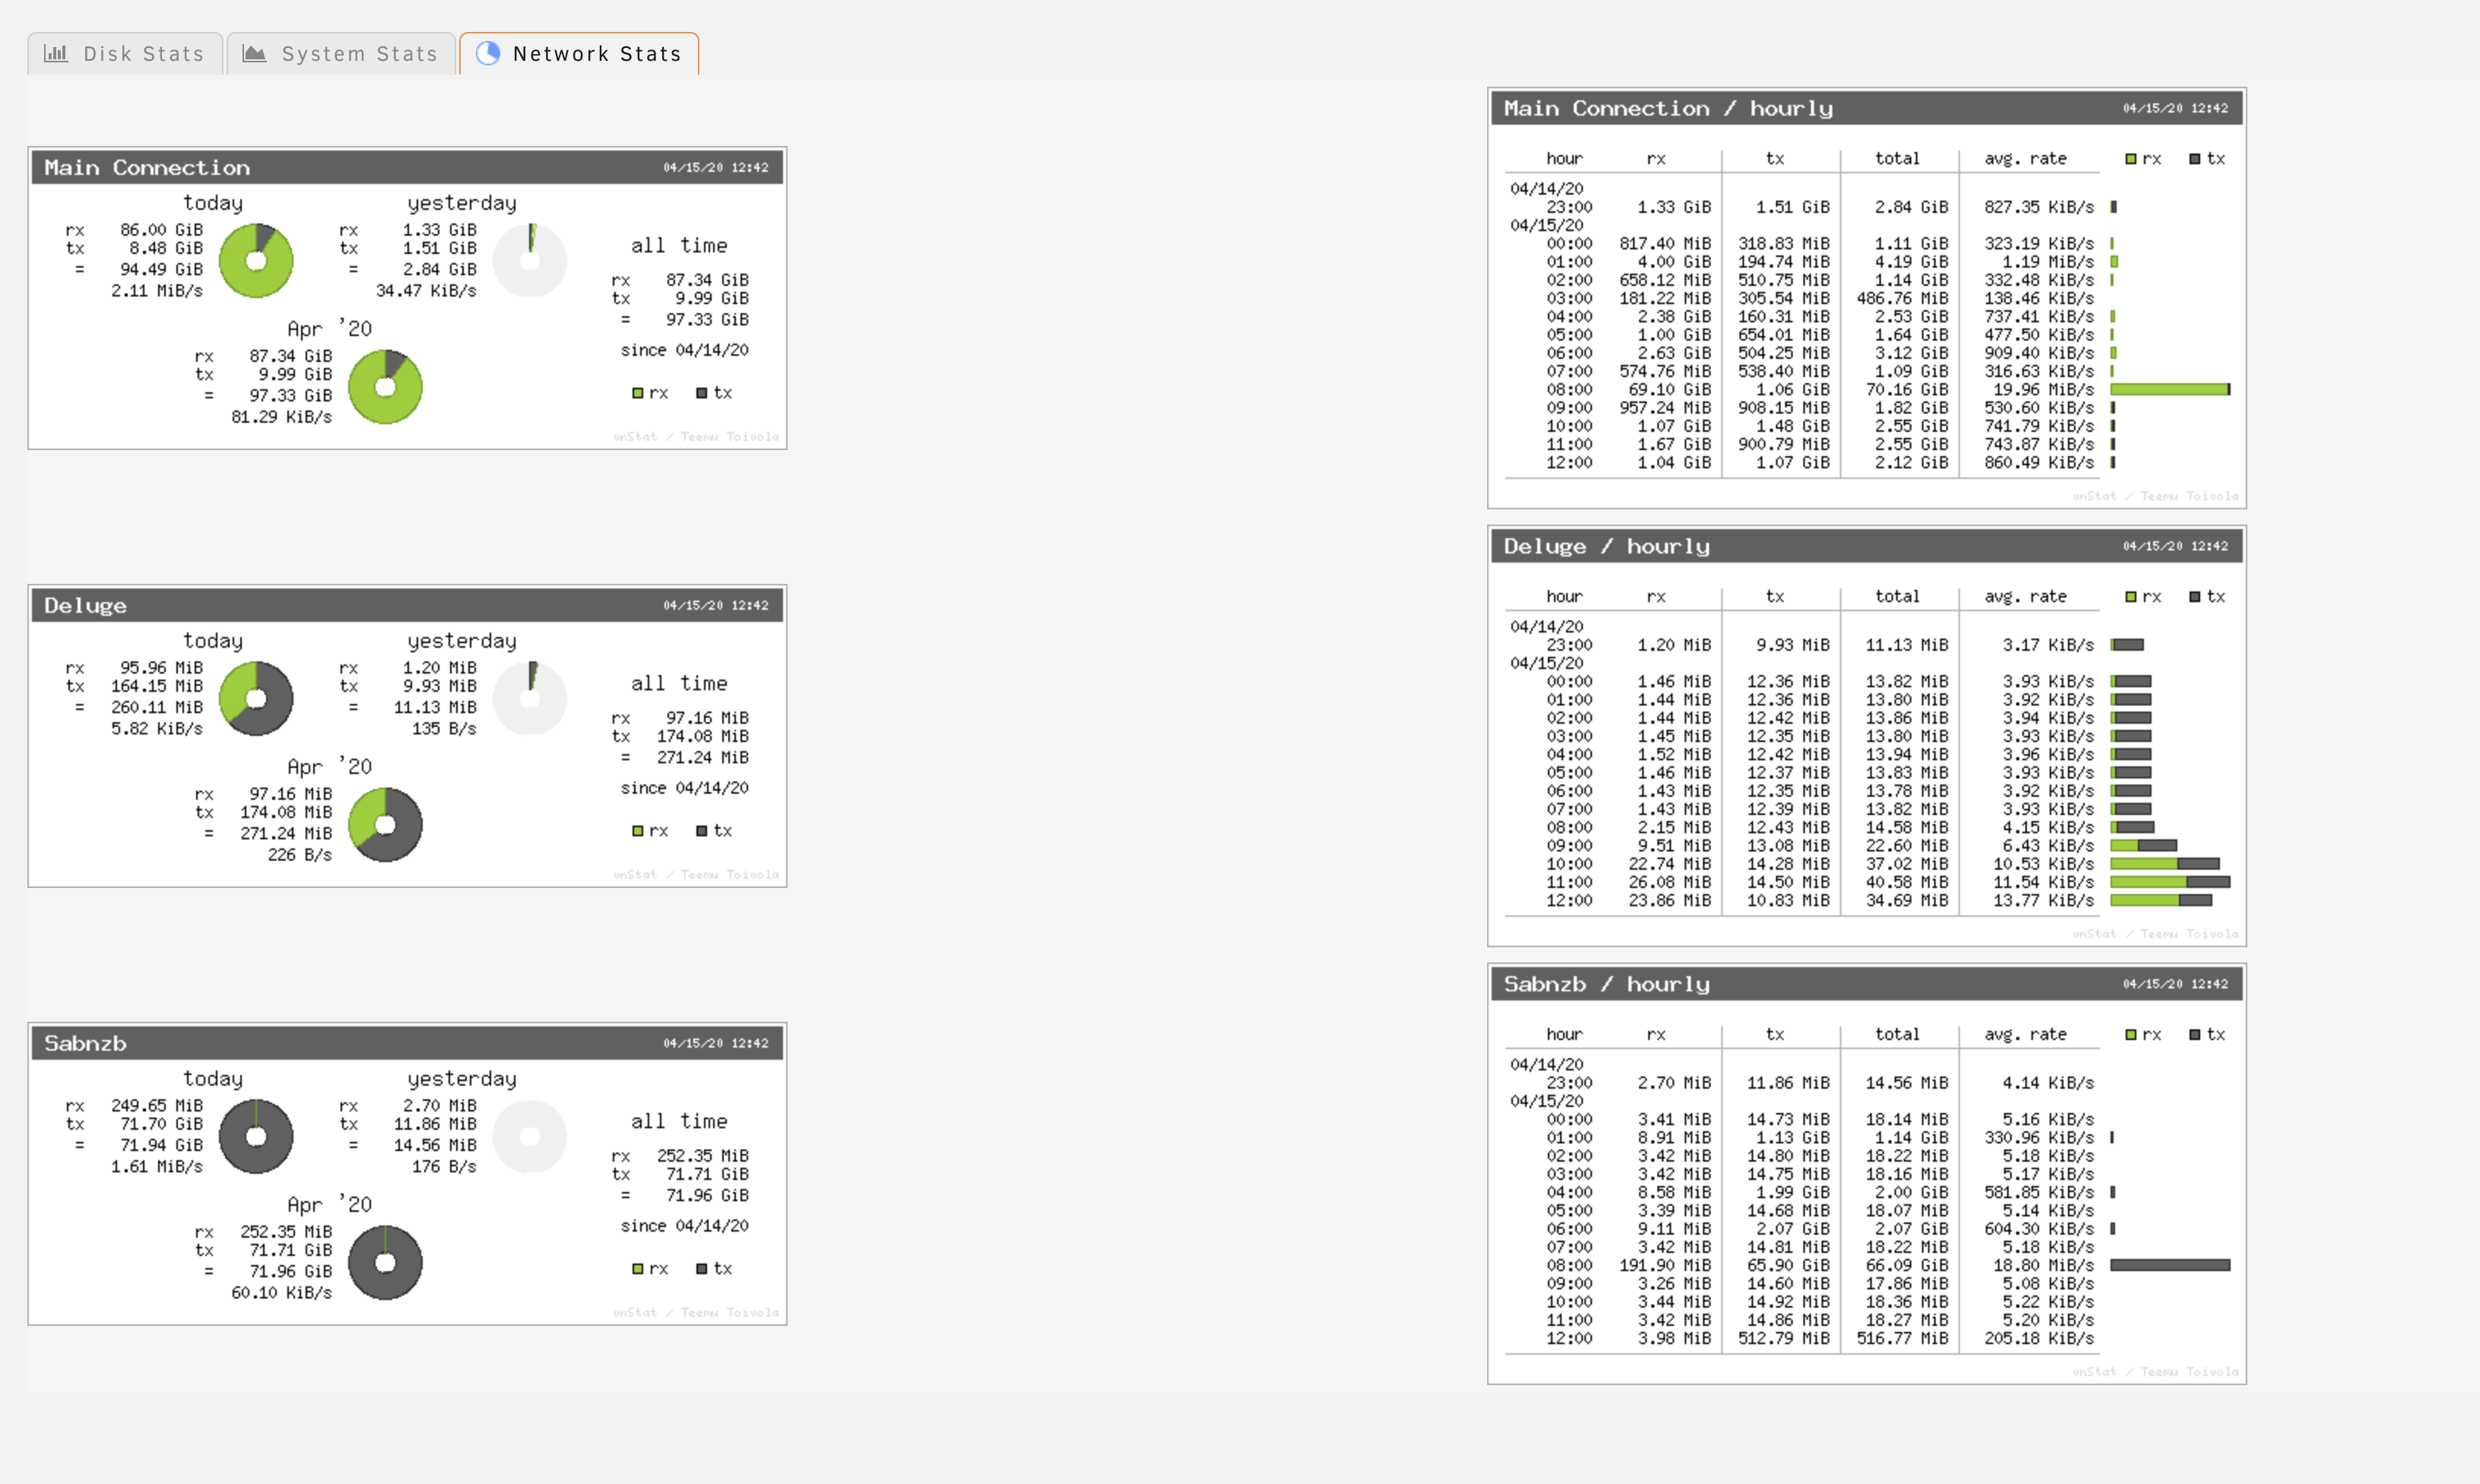 Disk Stats System Stats Network Stats
Main Connection 04/15/20 12:42
today yesterday
rx 86.00 GiB rx 1.33 GiB
tx 8.48 GiB tx 1.51 GiB
= 94.49 GiB = 2.84 GiB
2.11 MiB/s 34.47 KiB/s
all time
rx 87.34 GiB
tx 9.99 GiB
= 97.33 GiB
since 04/14/20
Apr '20
rx 87.34 GiB
tx 9.99 GiB
= 97.33 GiB
81.29 KiB/s
rx tx
vnStat / Teemu Toivola
Main Connection / hourly 04/15/20 12:42
hour rx tx total avg. rate rx tx
04/14/20
23:00 1.33 GiB 1.51 GiB 2.84 GiB 827.35 KiB/s
04/15/20
00:00 817.40 MiB 318.83 MiB 1.11 GiB 323.19 KiB/s
01:00 4.00 GiB 194.74 MiB 4.19 GiB 1.19 MiB/s
02:00 658.12 MiB 510.75 MiB 1.14 GiB 332.48 KiB/s
03:00 181.22 MiB 305.54 MiB 486.76 MiB 138.46 KiB/s
04:00 2.38 GiB 160.31 MiB 2.53 GiB 737.41 KiB/s
05:00 1.00 GiB 654.01 MiB 1.64 GiB 477.50 KiB/s
06:00 2.63 GiB 504.25 MiB 3.12 GiB 909.40 KiB/s
07:00 574.76 MiB 538.40 MiB 1.09 GiB 316.63 KiB/s
08:00 69.10 GiB 1.06 GiB 70.16 GiB 19.96 MiB/s
09:00 957.24 MiB 908.15 MiB 1.82 GiB 530.60 KiB/s
10:00 1.07 GiB 1.48 GiB 2.55 GiB 741.79 KiB/s
11:00 1.67 GiB 900.79 MiB 2.55 GiB 743.87 KiB/s
12:00 1.04 GiB 1.07 GiB 2.12 GiB 860.49 KiB/s
vnStat / Teemu Toivola
Deluge 04/15/20 12:42
today yesterday
rx 95.96 MiB rx 1.20 MiB
tx 164.15 MiB tx 9.93 MiB
= 260.11 MiB = 11.13 MiB
5.82 KiB/s 135 B/s
all time
rx 97.16 MiB
tx 174.08 MiB
= 271.24 MiB
since 04/14/20
Apr '20
rx 97.16 MiB
tx 174.08 MiB
= 271.24 MiB
226 B/s
rx tx
vnStat / Teemu Toivola
Deluge / hourly 04/15/20 12:42
hour rx tx total avg. rate rx tx
04/14/20
23:00 1.20 MiB 9.93 MiB 11.13 MiB 3.17 KiB/s
04/15/20
00:00 1.46 MiB 12.36 MiB 13.82 MiB 3.93 KiB/s
01:00 1.44 MiB 12.36 MiB 13.80 MiB 3.92 KiB/s
02:00 1.44 MiB 12.42 MiB 13.86 MiB 3.94 KiB/s
03:00 1.45 MiB 12.35 MiB 13.80 MiB 3.93 KiB/s
04:00 1.52 MiB 12.42 MiB 13.94 MiB 3.96 KiB/s
05:00 1.46 MiB 12.37 MiB 13.83 MiB 3.93 KiB/s
06:00 1.43 MiB 12.35 MiB 13.78 MiB 3.92 KiB/s
07:00 1.43 MiB 12.39 MiB 13.82 MiB 3.93 KiB/s
08:00 2.15 MiB 12.43 MiB 14.58 MiB 4.15 KiB/s
09:00 9.51 MiB 13.08 MiB 22.60 MiB 6.43 KiB/s
10:00 22.74 MiB 14.28 MiB 37.02 MiB 10.53 KiB/s
11:00 26.08 MiB 14.50 MiB 40.58 MiB 11.54 KiB/s
12:00 23.86 MiB 10.83 MiB 34.69 MiB 13.77 KiB/s
vnStat / Teemu Toivola
Sabnzb 04/15/20 12:42
today yesterday
rx 249.65 MiB rx 2.70 MiB
tx 71.70 GiB tx 11.86 MiB
= 71.94 GiB = 14.56 MiB
1.61 MiB/s 176 B/s
all time
rx 252.35 MiB
tx 71.71 GiB
= 71.96 GiB
since 04/14/20
Apr '20
rx 252.35 MiB
tx 71.71 GiB
= 71.96 GiB
60.10 KiB/s
rx tx
vnStat / Teemu Toivola
Sabnzb / hourly 04/15/20 12:42
hour rx tx total avg. rate rx tx
04/14/20
23:00 2.70 MiB 11.86 MiB 14.56 MiB 4.14 KiB/s
04/15/20
00:00 3.41 MiB 14.73 MiB 18.14 MiB 5.16 KiB/s
01:00 8.91 MiB 1.13 GiB 1.14 GiB 330.96 KiB/s
02:00 3.42 MiB 14.80 MiB 18.22 MiB 5.18 KiB/s
03:00 3.42 MiB 14.75 MiB 18.16 MiB 5.17 KiB/s
04:00 8.58 MiB 1.99 GiB 2.00 GiB 581.85 KiB/s
05:00 3.39 MiB 14.68 MiB 18.07 MiB 5.14 KiB/s
06:00 9.11 MiB 2.07 GiB 2.07 GiB 604.30 KiB/s
07:00 3.42 MiB 14.81 MiB 18.22 MiB 5.18 KiB/s
08:00 191.90 MiB 65.90 GiB 66.09 GiB 18.80 MiB/s
09:00 3.26 MiB 14.60 MiB 17.86 MiB 5.08 KiB/s
10:00 3.44 MiB 14.92 MiB 18.36 MiB 5.22 KiB/s
11:00 3.42 MiB 14.86 MiB 18.27 MiB 5.20 KiB/s
12:00 3.98 MiB 512.79 MiB 516.77 MiB 205.18 KiB/s
vnStat / Teemu Toivola